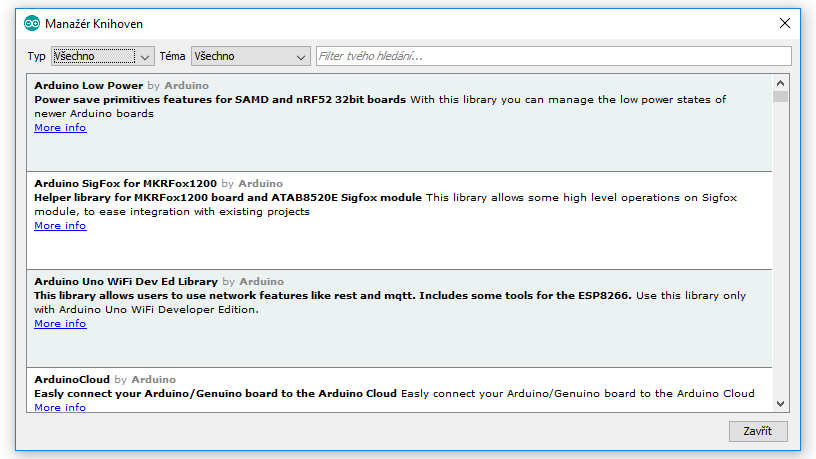 Manažér Knihoven
Typ Všechno Téma Všechno Filter tvého hledání...
Arduino Low Power by Arduino
Power save primitives features for SAMD and nRF52 32bit boards With this library you can manage the low power states of
newer Arduino boards
More info
Arduino SigFox for MKRFox1200 by Arduino
Helper library for MKRFox1200 board and ATAB8520E Sigfox module This library allows some high level operations on Sigfox
module, to ease integration with existing projects
More info
Arduino Uno WiFi Dev Ed Library by Arduino
This library allows users to use network features like rest and mqtt. Includes some tools for the ESP8266. Use this library only
with Arduino Uno WiFi Developer Edition.
More info
ArduinoCloud by Arduino
Easly connect your Arduino/Genuino board to the Arduino Cloud Easly connect your Arduino/Genuino board to the Arduino Cloud
More info
Zavřít